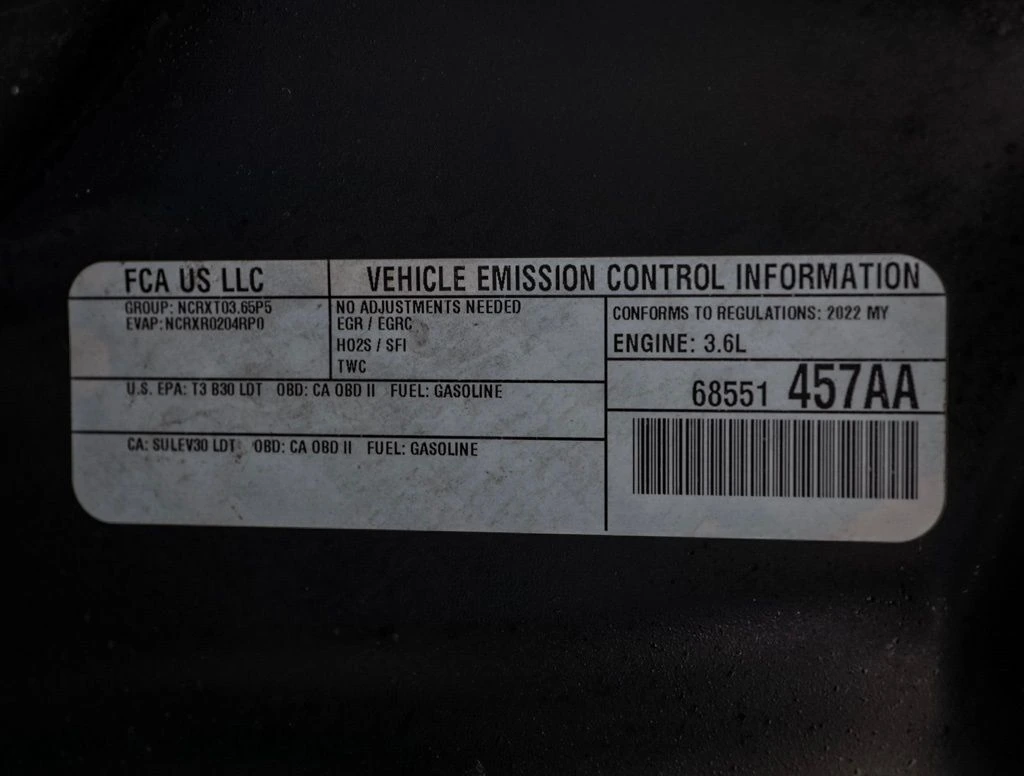 FCA US LLC
VEHICLE EMISSION CONTROL INFORMATION
GROUP: NCRXT03.65P5
EVAP: NCRXR0204RP0
NO ADJUSTMENTS NEEDED
EGR / EGRC
HO2S / SFI
TWC
CONFORMS TO REGULATIONS: 2022 MY
ENGINE: 3.6L
U.S. EPA: T3 B30 LDT OBD: CA OBD II FUEL: GASOLINE
68551 457AA
CA: SULEV30 LDT OBD: CA OBD II FUEL: GASOLINE